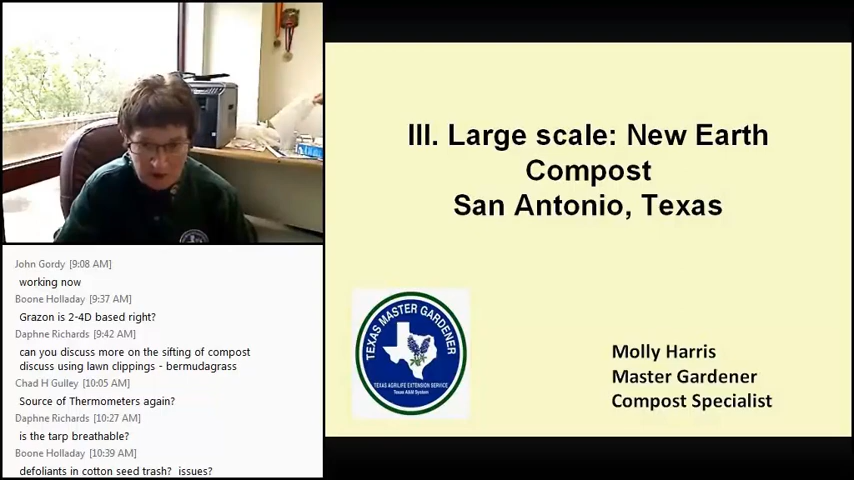 III. Large scale: New Earth
Compost
San Antonio, Texas
TEXAS MASTER GARDENER
TEXAS AGRILIFE EXTENSION SERVICE
Texas A&M System
Molly Harris
Master Gardener
Compost Specialist
John Gordy [9:08 AM]
working now
Boone Holladay [9:37 AM]
Grazon is 2-4D based right?
Daphne Richards [9:42 AM]
can you discuss more on the sifting of compost
discuss using lawn clippings - bermudagrass
Chad H Gulley [10:05 AM]
Source of Thermometers again?
Daphne Richards [10:27 AM]
is the tarp breathable?
Boone Holladay [10:39 AM]
defoliants in cotton seed trash?  issues?